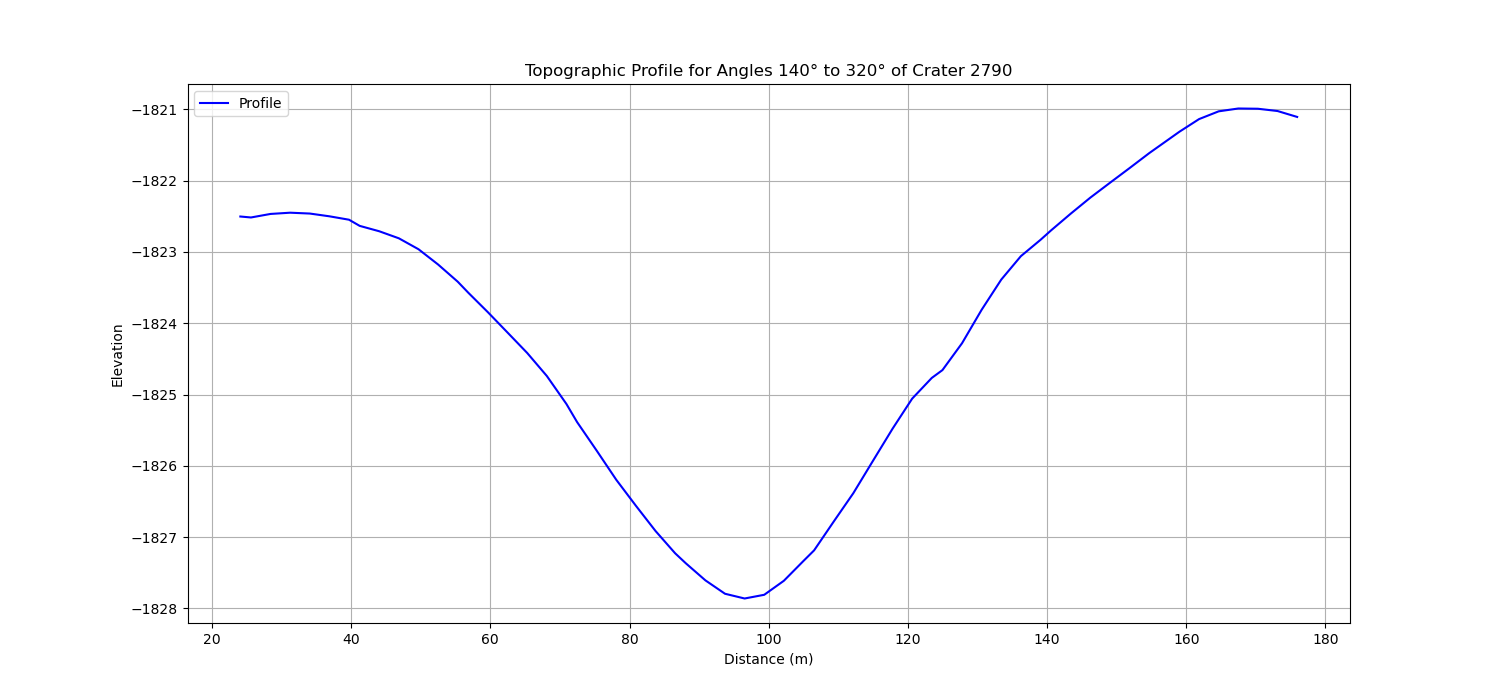 Topographic Profile for Angles 140° to 320° of Crater 2790
Profile
−1821
−1822
−1823
−1824
−1825
−1826
−1827
−1828
Elevation
20 40 60 80 100 120 140 160 180
Distance (m)